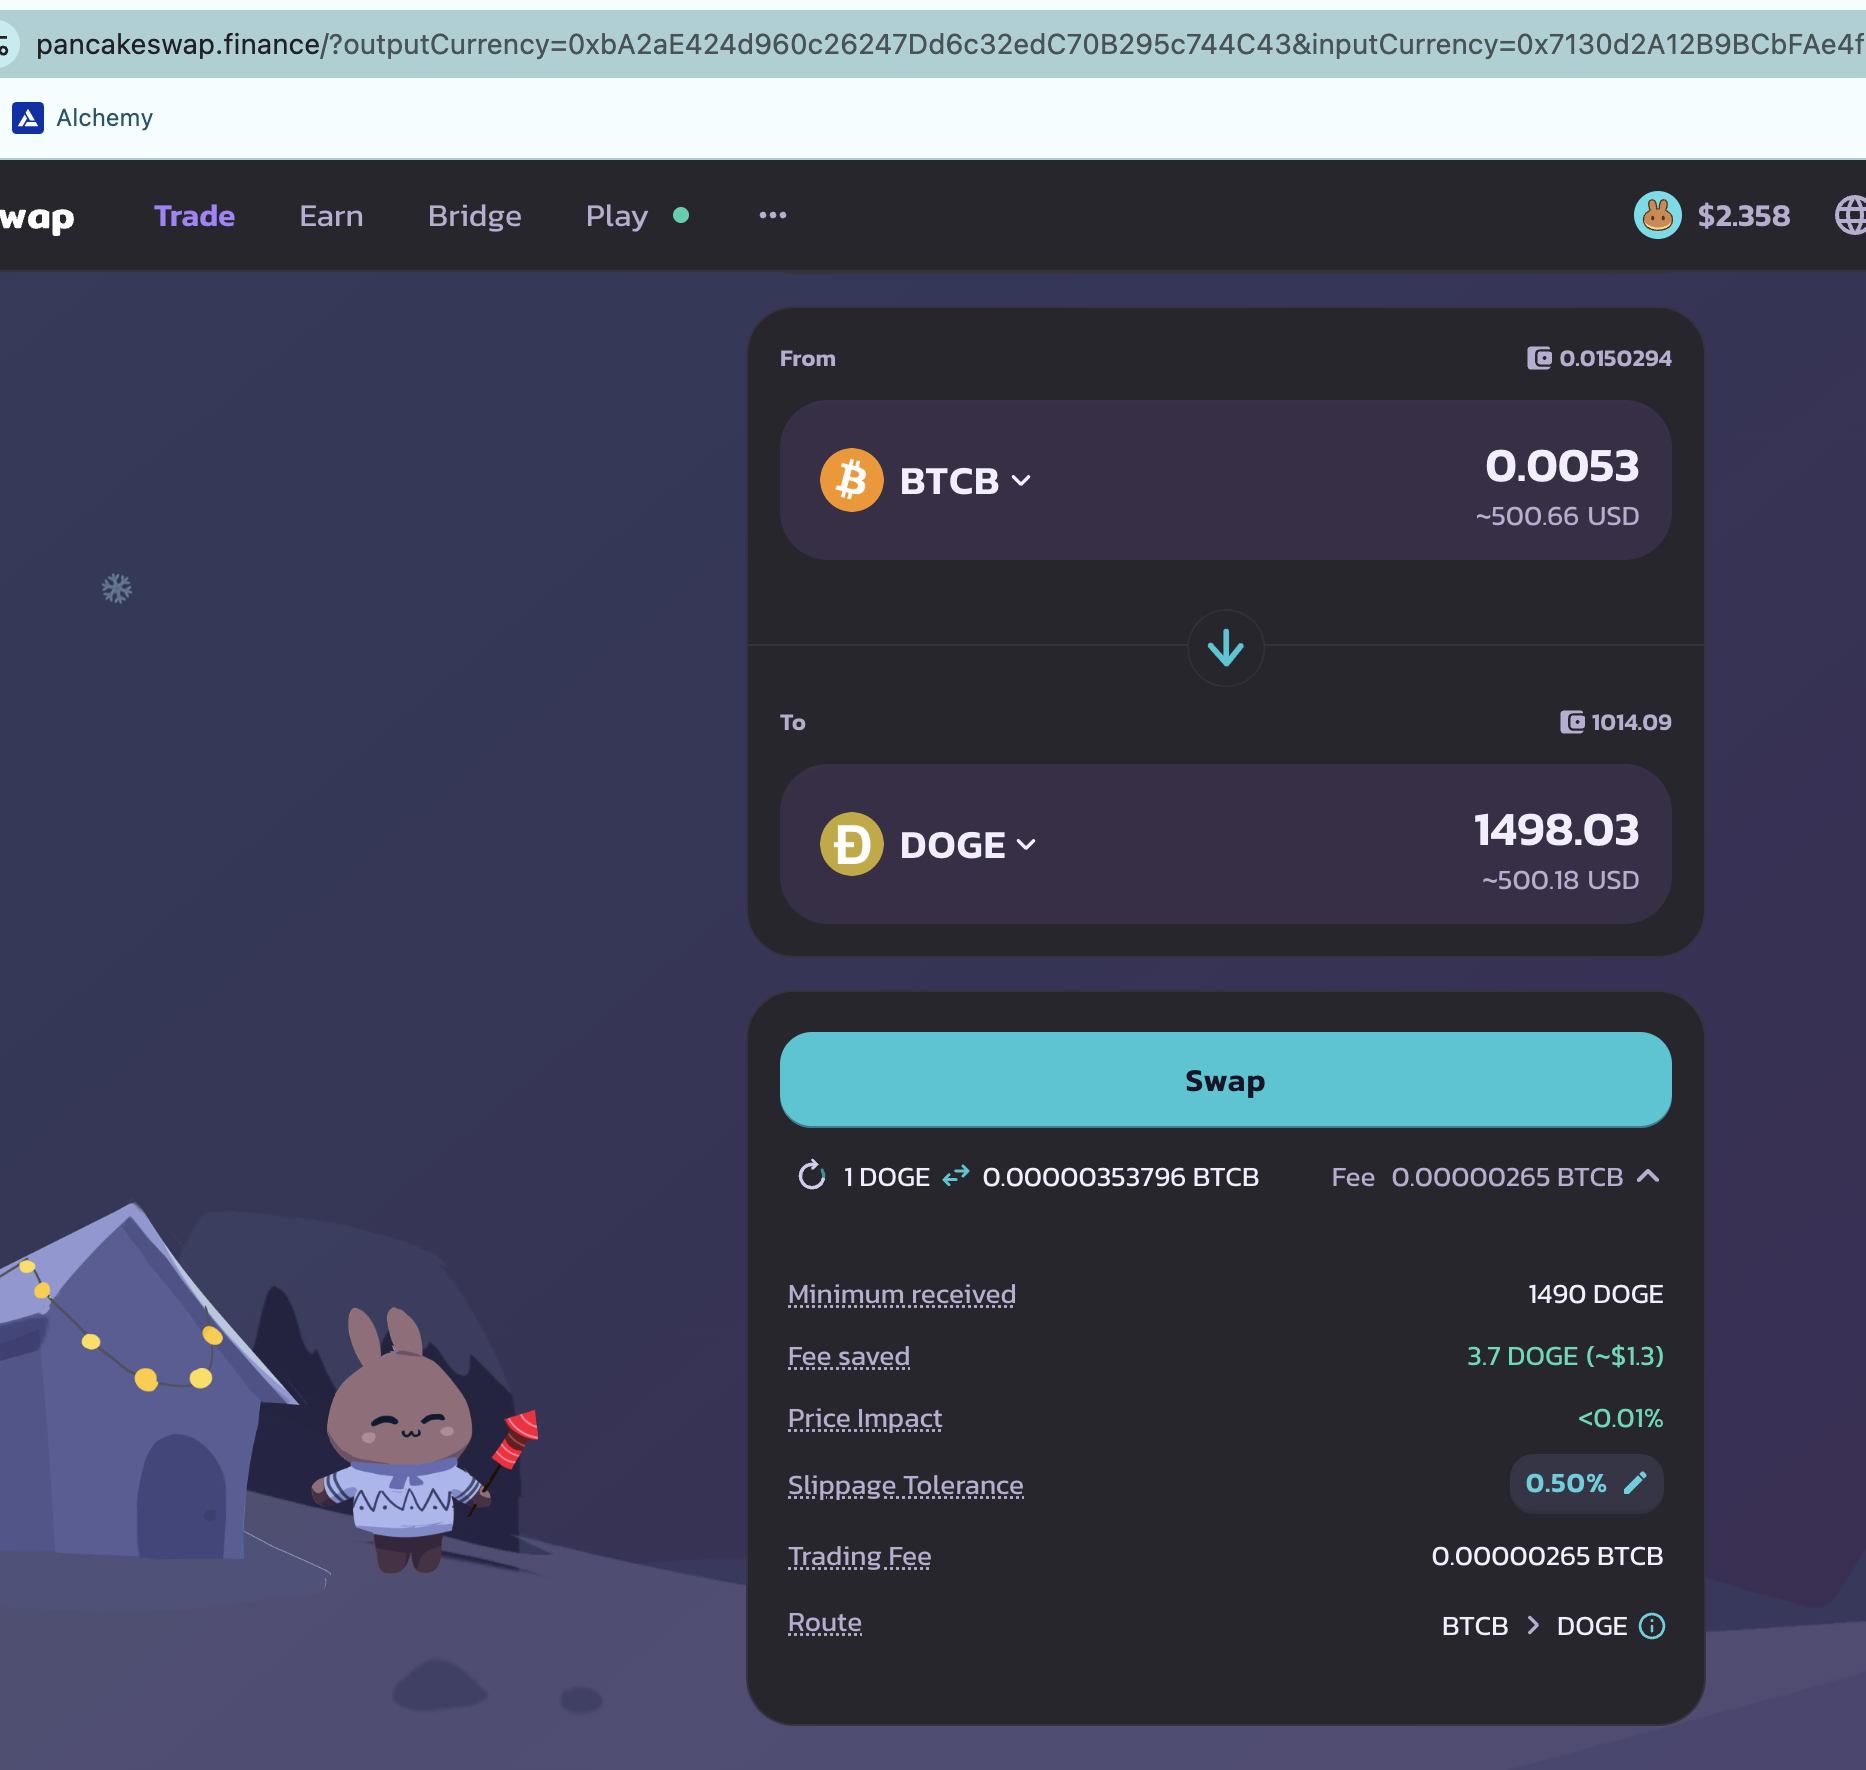 pancakeswap.finance/?outputCurrency=0xbA2aE424d960c26247Dd6c32edC70B295c744C43&inputCurrency=0x7130d2A12B9BCbFAe4f
Alchemy
wap Trade Earn Bridge Play ••• $2.358
From 0.0150294
BTCB 0.0053
~500.66 USD
To 1014.09
DOGE 1498.03
~500.18 USD
Swap
1 DOGE 0.00000353796 BTCB Fee 0.00000265 BTCB
Minimum received 1490 DOGE
Fee saved 3.7 DOGE (~$1.3)
Price Impact <0.01%
Slippage Tolerance 0.50%
Trading Fee 0.00000265 BTCB
Route BTCB > DOGE